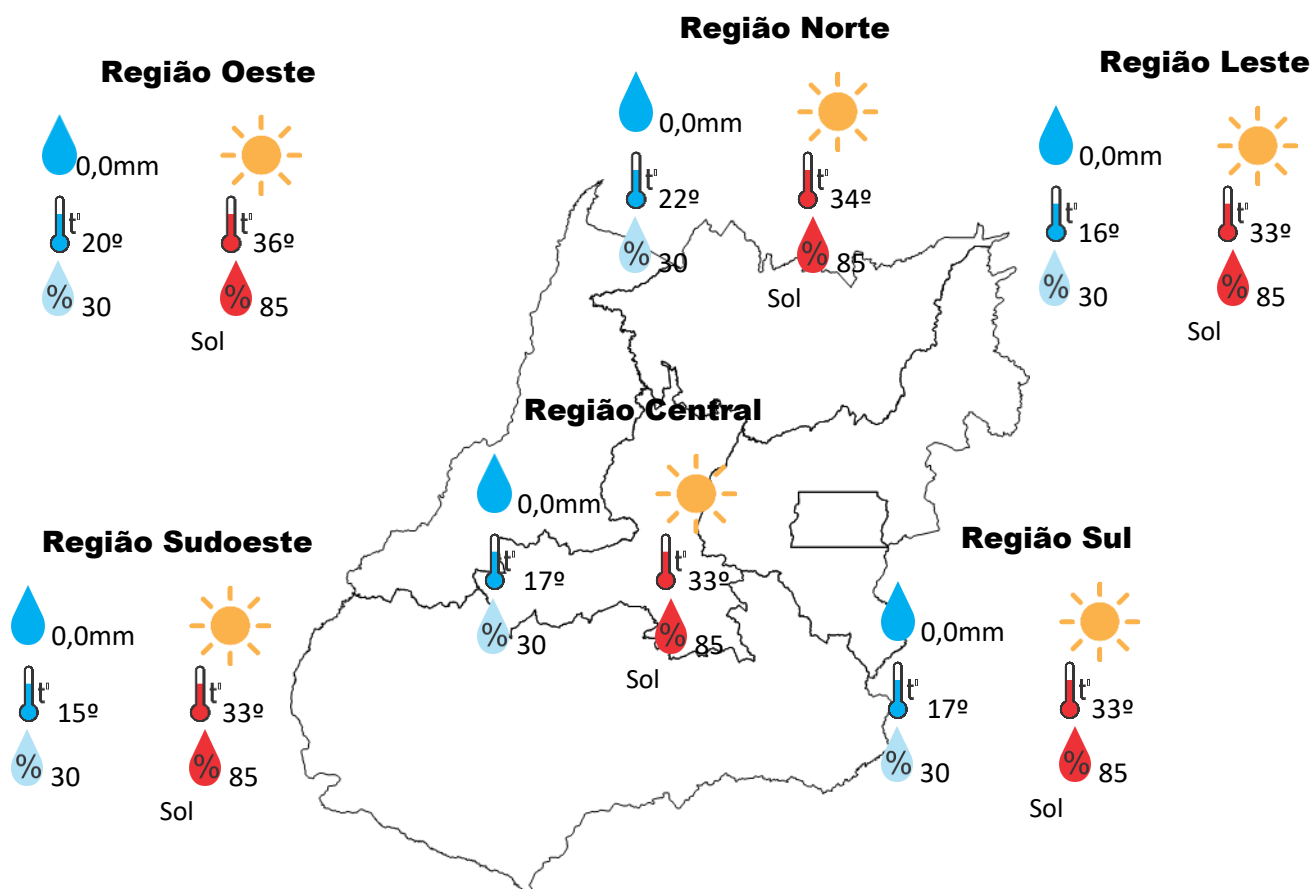 Região Norte
0,0mm
t°
22º
t°
34º
%
30
%
85
Sol
Região Oeste
0,0mm
t°
20º
t°
36º
%
30
%
85
Sol
Região Leste
0,0mm
t°
16º
t°
33º
%
30
%
85
Sol
Região Central
0,0mm
t°
17º
t°
33º
%
30
%
85
Sol
Região Sudoeste
0,0mm
t°
15º
t°
33º
%
30
%
85
Sol
Região Sul
0,0mm
t°
17º
t°
33º
%
30
%
85
Sol